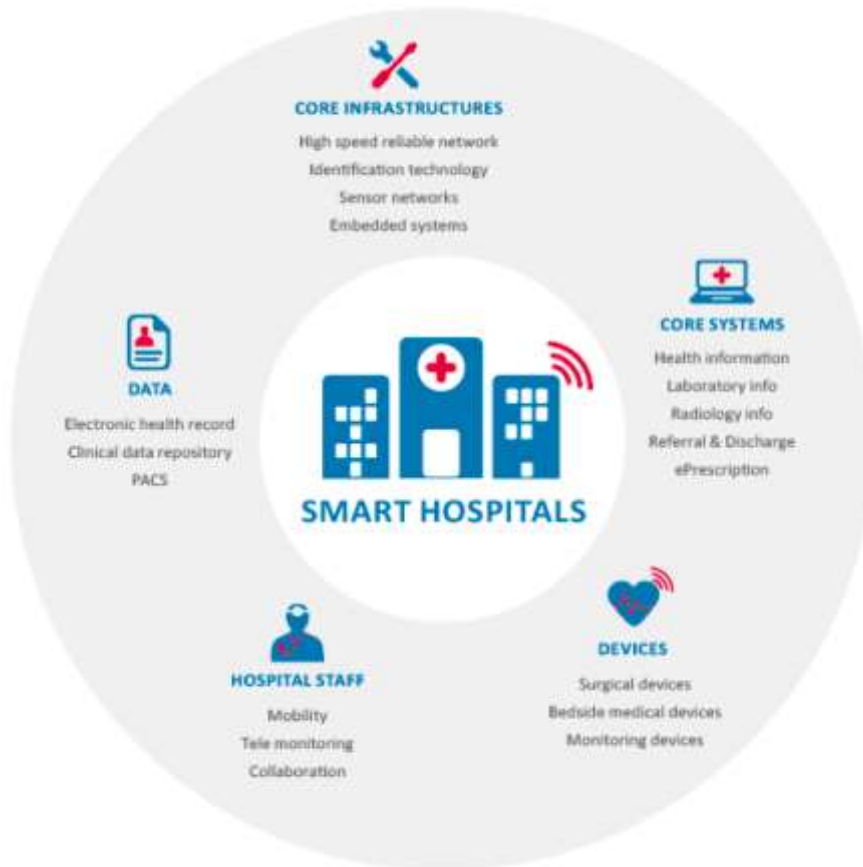 CORE INFRASTRUCTURES
High speed reliable network
Identification technology
Sensor networks
Embedded systems
CORE SYSTEMS
Health information
Laboratory info
Radiology info
Referral & Discharge
ePrescription
DATA
Electronic health record
Clinical data repository
PACS
SMART HOSPITALS
DEVICES
Surgical devices
Bedside medical devices
Monitoring devices
HOSPITAL STAFF
Mobility
Tele monitoring
Collaboration